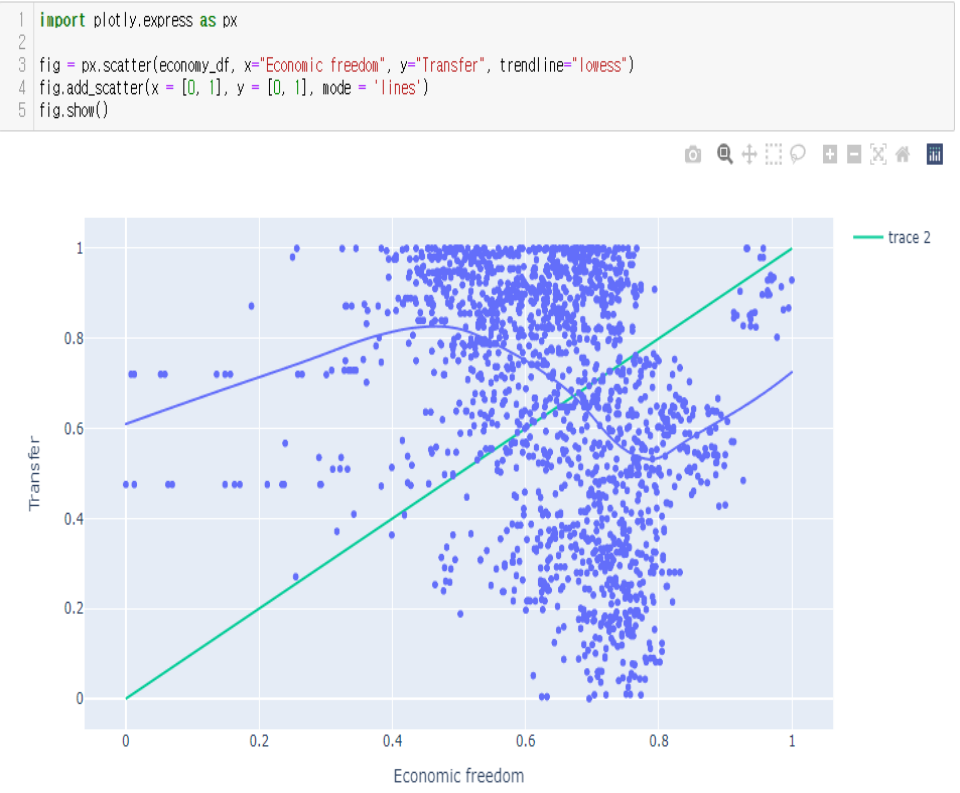 1 import plotly.express as px
2
3 fig = px.scatter(economy_df, x="Economic freedom", y="Transfer", trendline="lowess")
4 fig.add_scatter(x = [0, 1], y = [0, 1], mode = 'lines')
5 fig.show()
trace 2
1
0.8
0.6
0.4
0.2
0
Transfer
0 0.2 0.4 0.6 0.8 1
Economic freedom